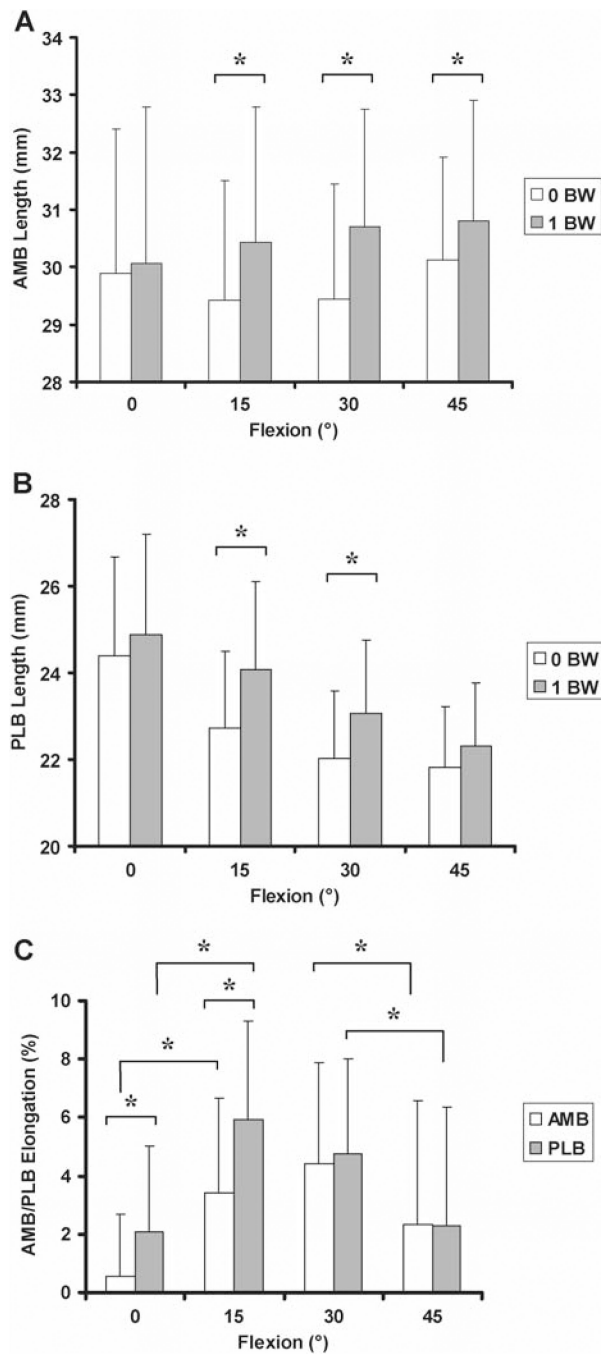 A
34
33
32
31
30
29
28
AMB Length (mm)
* * *
0 15 30 45
Flexion (°)
0 BW
1 BW
B
28
26
24
22
20
PLB Length (mm)
* *
0 15 30 45
Flexion (°)
0 BW
1 BW
C
10
8
6
4
2
0
AMB/PLB Elongation (%)
* *
*
*
*
*
0 15 30 45
Flexion (°)
AMB
PLB